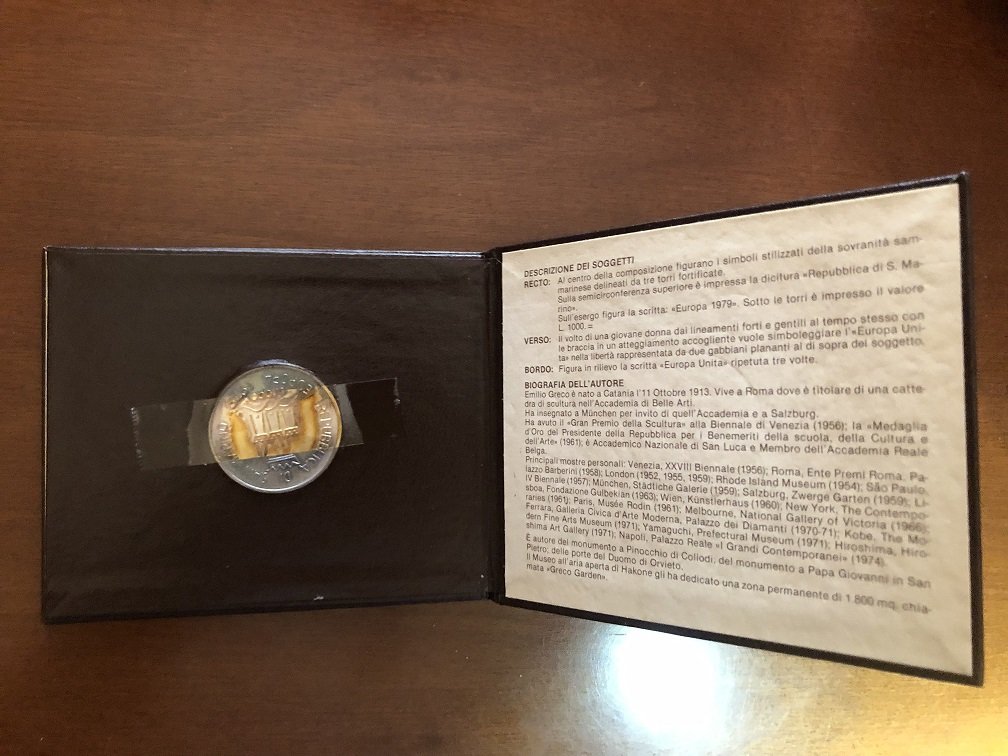 DESCRIZIONE DEI SOGGETTI
RECTO: Al centro della composizione figurano i simboli stilizzati della sovranità sam-
marinese delineati da tre torri fortificate.
Sulla semicirconferenza superiore è impressa la dicitura «Repubblica di S. Ma-
rino».
Sull'esergo figura la scritta: «Europa 1979». Sotto le torri è impresso il valore
L. 1000.=
VERSO: Il volto di una giovane donna dai lineamenti forti e gentili al tempo stesso con
le braccia in un atteggiamento accogliente vuole simboleggiare l'«Europa Uni-
ta» nella libertà rappresentata da due gabbiani plananti al di sopra del soggetto.
BORDO: Figura in rilievo la scritta «Europa Unita» ripetuta tre volte.
BIOGRAFIA DELL'AUTORE
Emilio Greco è nato a Catania l'11 Ottobre 1913. Vive a Roma dove è titolare di una catte-
dra di scultura nell'Accademia di Belle Arti.
Ha insegnato a München per invito di quell'Accademia e a Salzburg.
Ha avuto il «Gran Premio della Scultura» alla Biennale di Venezia (1956); la «Medaglia
d'Oro del Presidente della Repubblica per i Benemeriti della scuola, della Cultura e
dell'Arte» (1961); è Accademico Nazionale di San Luca e Membro dell'Accademia Reale
Belga.
Principali mostre personali: Venezia, XXVIII Biennale (1956); Roma, Ente Premi Roma, Pa-
lazzo Barberini (1958); London (1952, 1955, 1959); Rhode Island Museum (1954); São Paulo,
IV Biennale (1957); München, Städtiche Galerie (1959); Salzburg, Zwerge Garten (1959); Li-
sboa, Fondazione Gulbekian (1963); Wien, Künstlerhaus (1960); New York, The Contempo-
raries (1961); Paris, Musée Rodin (1961); Melbourne, National Gallery of Victoria (1966);
Ferrara, Galleria Civica d'Arte Moderna, Palazzo dei Diamanti (1970-71); Kobe, The Mo-
dern Fine Arts Museum (1971); Yamaguchi, Prefectural Museum (1971); Hiroshima, Hiro-
shima Art Gallery (1971); Napoli, Palazzo Reale «I Grandi Contemporanei» (1974).
È autore del monumento a Pinocchio di Collodi, del monumento a Papa Giovanni in San
Pietro; delle porte del Duomo di Orvieto.
Il Museo all'aria aperta di Hakone gli ha dedicato una zona permanente di 1.800 mq. chia-
mata «Greco Garden».